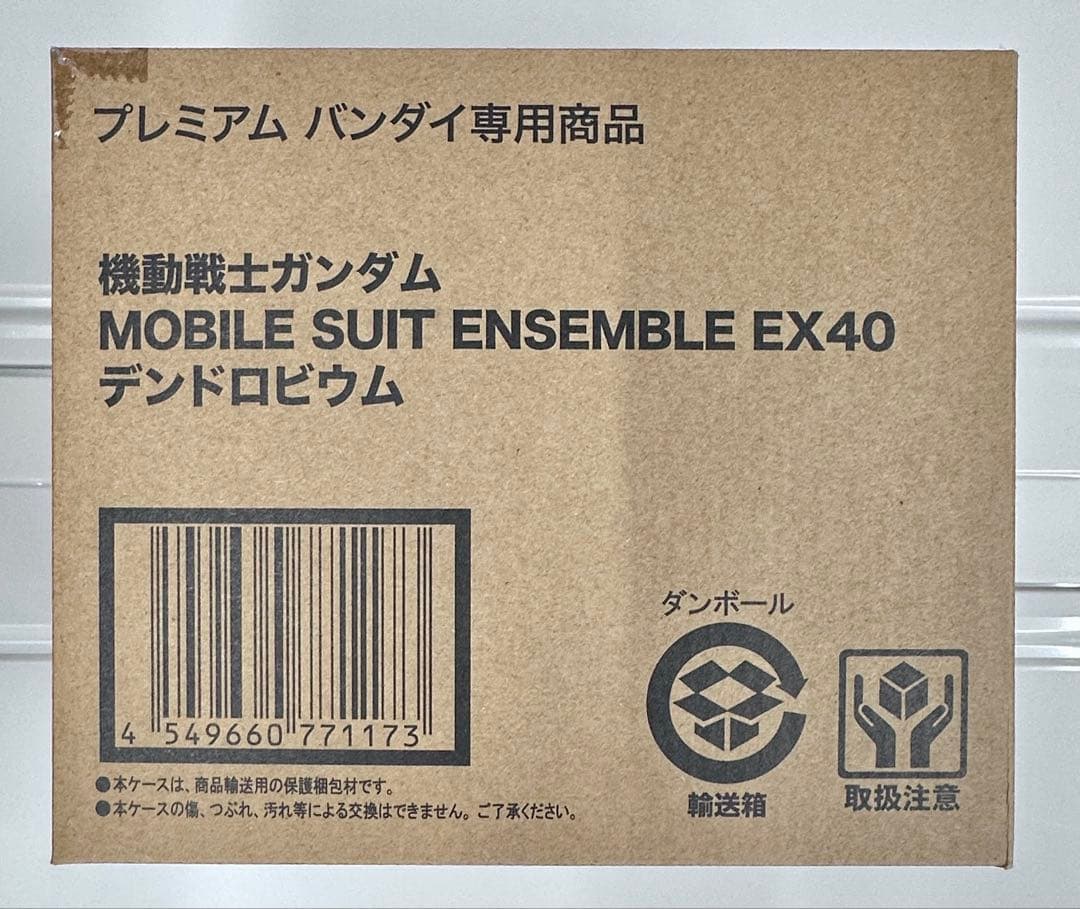 プレミアム バンダイ専用商品
機動戦士ガンダム
MOBILE SUIT ENSEMBLE EX40
デンドロビウム
4 549660 771173
●本ケースは、商品輸送用の保護梱包材です。
●本ケースの傷、つぶれ、汚れ等による交換はできません。ご了承ください。
ダンボール
輸送箱
取扱注意